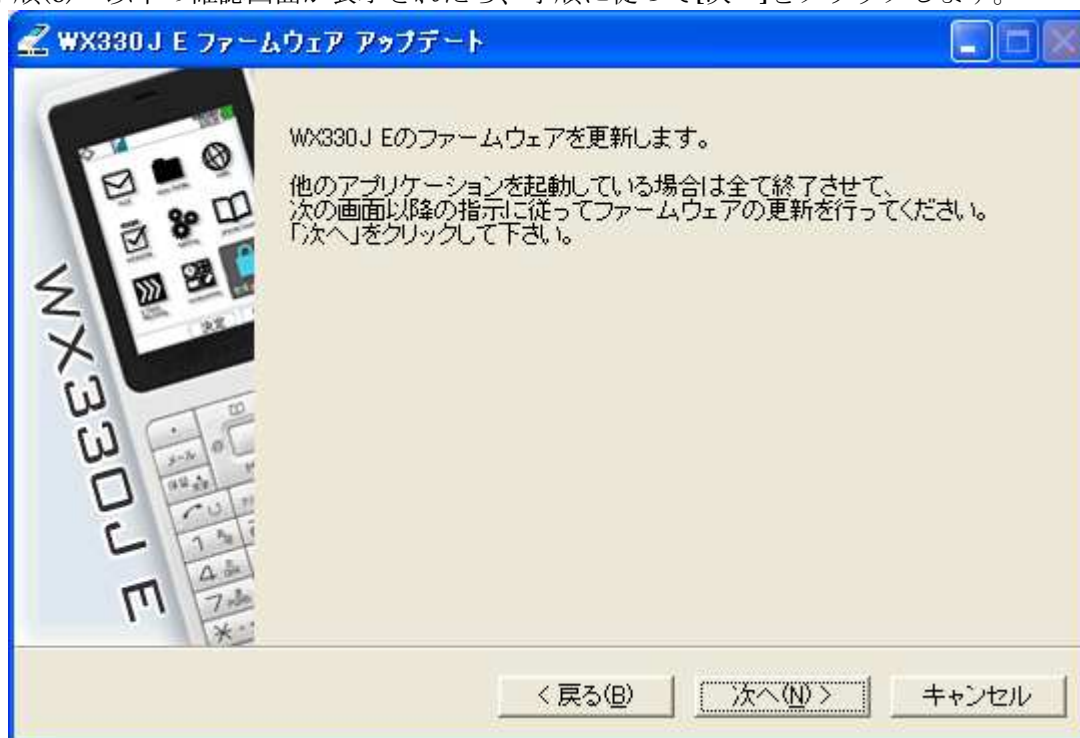 WX330J E ファームウェア アップデート
WX330J Eのファームウェアを更新します。
他のアプリケーションを起動している場合は全て終了させて、
次の画面以降の指示に従ってファームウェアの更新を行ってください。
「次へ」をクリックして下さい。
決定
メール
WX330J E
< 戻る(B)
次へ(N) >
キャンセル